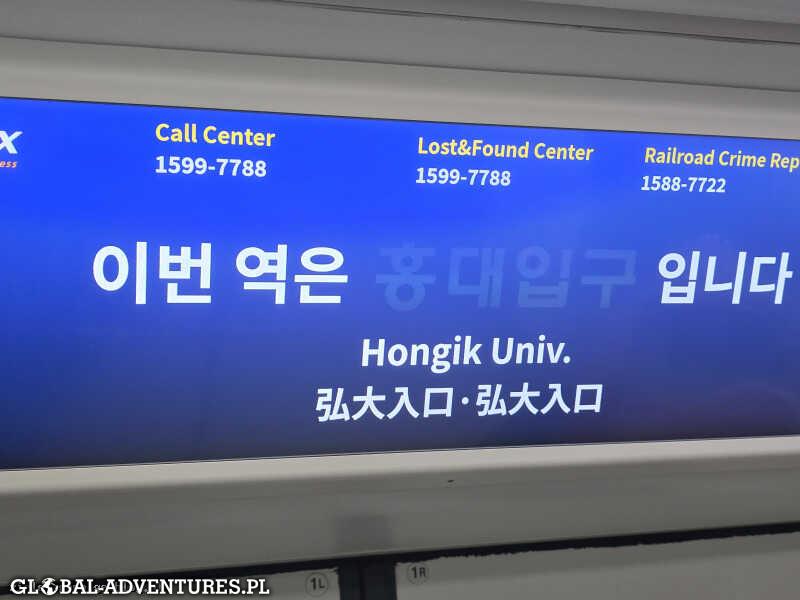 x
ess
Call Center
1599-7788
Lost&Found Center
1599-7788
Railroad Crime Rep
1588-7722
이번 역은 홍대입구 입니다
Hongik Univ.
弘大入口·弘大入口
1L
1R
GLOBAL-ADVENTURES.PL